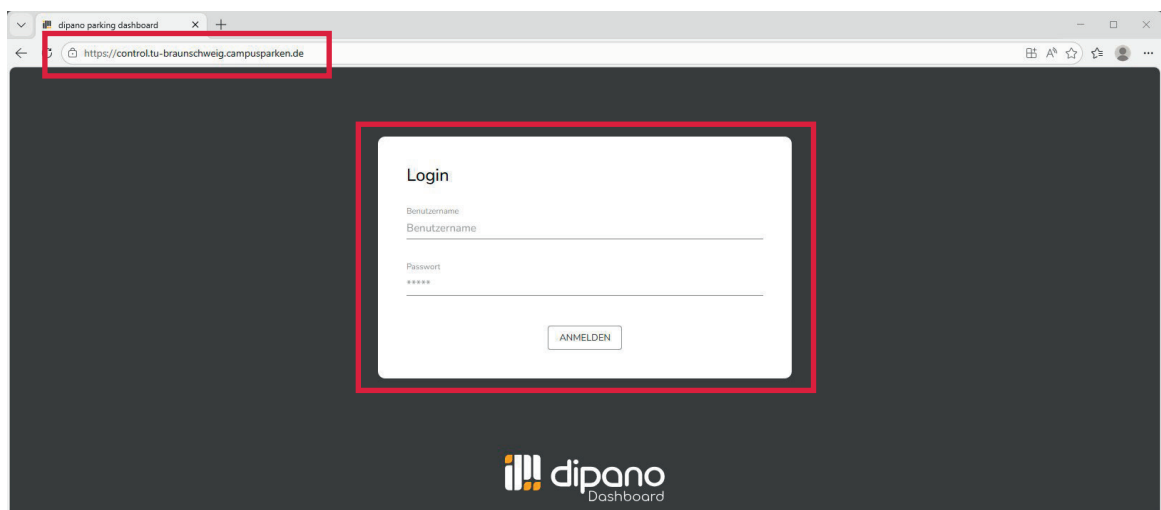 dipano parking dashboard
https://control.tu-braunschweig.campusparken.de
Login
Benutzername
Benutzername
Passwort
*****
ANMELDEN
dipano
Dashboard